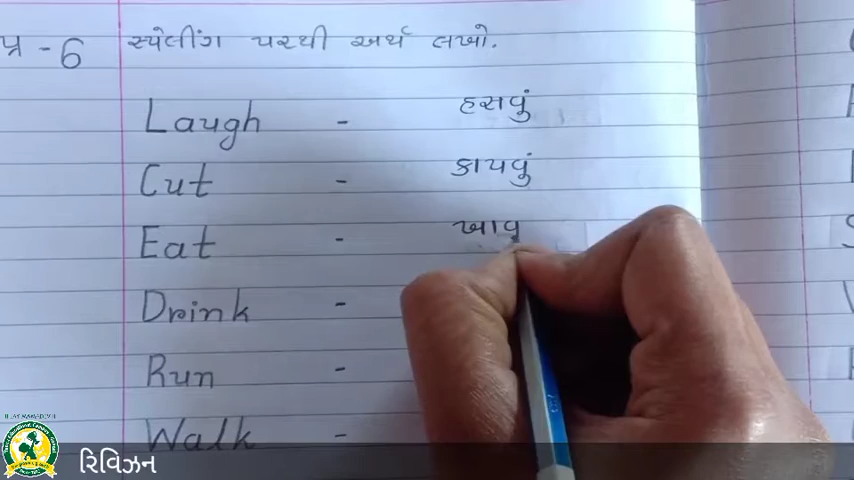 પ્ર - 6 સ્પેલીંગ પરથી અર્થ લખો.
Laugh - હસવું
Cut - કાપવું
Eat - ખાવુ
Drink -
Run -
Walk -
રિવિઝન